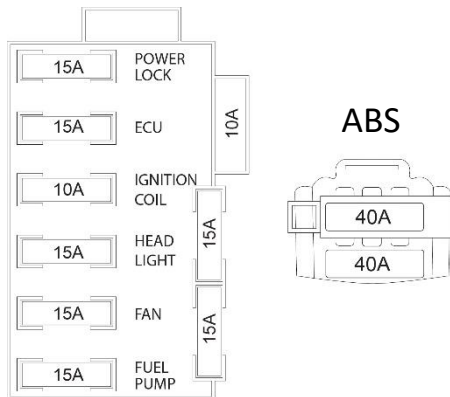 15A POWER
LOCK
15A ECU
10A
10A IGNITION
COIL
15A HEAD
LIGHT
15A
15A FAN
15A
15A FUEL
PUMP
ABS
40A
40A